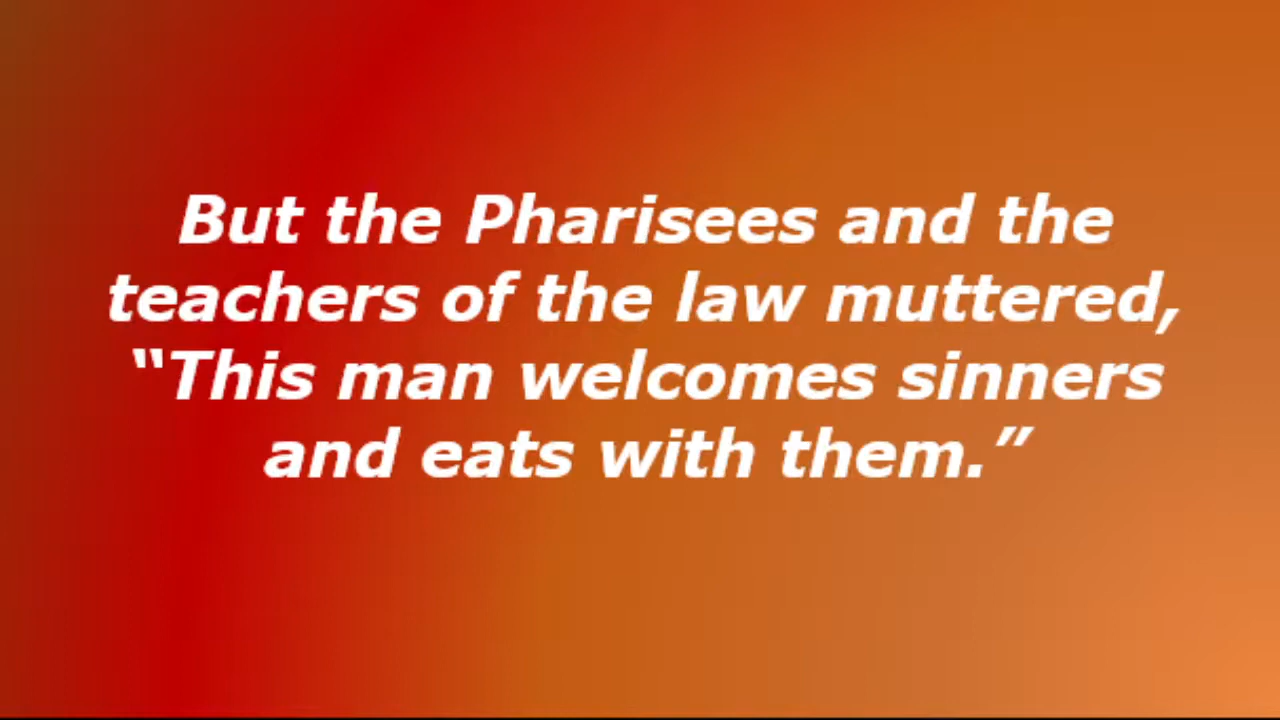 But the Pharisees and the
teachers of the law muttered,
“This man welcomes sinners
and eats with them.”